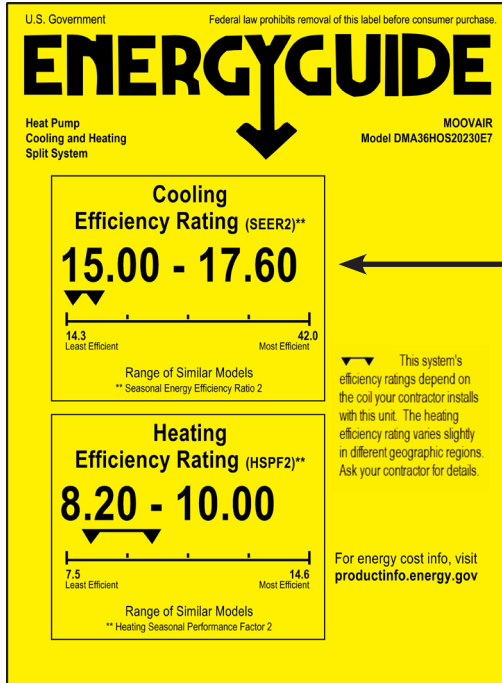 U.S. Government
Federal law prohibits removal of this label before consumer purchase.
ENERGYGUIDE
Heat Pump
Cooling and Heating
Split System
MOOVAIR
Model DMA36HOS20230E7
Cooling
Efficiency Rating (SEER2)**
15.00 - 17.60
14.3
Least Efficient
42.0
Most Efficient
Range of Similar Models
** Seasonal Energy Efficiency Ratio 2
This system's
efficiency ratings depend on
the coil your contractor installs
with this unit. The heating
efficiency rating varies slightly
in different geographic regions.
Ask your contractor for details.
Heating
Efficiency Rating (HSPF2)**
8.20 - 10.00
7.5
Least Efficient
14.6
Most Efficient
Range of Similar Models
** Heating Seasonal Performance Factor 2
For energy cost info, visit
productinfo.energy.gov